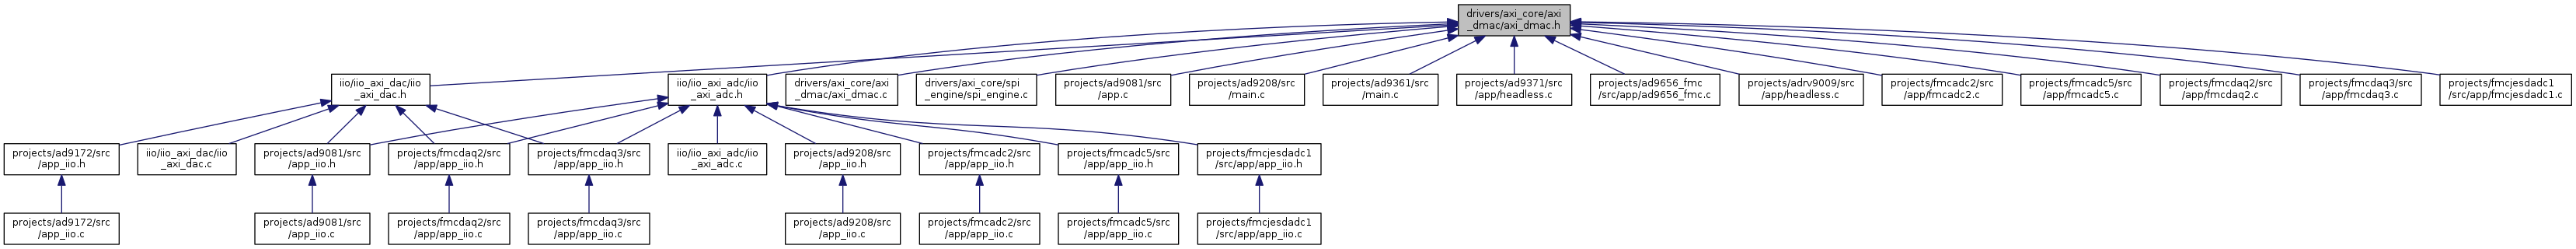 drivers/axi_core/axi
_dmac/axi_dmac.h
iio/iio_axi_dac/iio
_axi_dac.h
iio/iio_axi_adc/iio
_axi_adc.h
drivers/axi_core/axi
_dmac/axi_dmac.c
drivers/axi_core/spi
_engine/spi_engine.c
projects/ad9081/src
/app.c
projects/ad9208/src
/main.c
projects/ad9361/src
/main.c
projects/ad9371/src
/app/headless.c
projects/ad9656_fmc
/src/app/ad9656_fmc.c
projects/adrv9009/src
/app/headless.c
projects/fmcadc2/src
/app/fmcadc2.c
projects/fmcadc5/src
/app/fmcadc5.c
projects/fmcdaq2/src
/app/fmcdaq2.c
projects/fmcdaq3/src
/app/fmcdaq3.c
projects/fmcjesdadc1
/src/app/fmcjesdadc1.c
projects/ad9172/src
/app_iio.h
iio/iio_axi_dac/iio
_axi_dac.c
projects/ad9081/src
/app_iio.h
projects/fmcdaq2/src
/app/app_iio.h
projects/fmcdaq3/src
/app/app_iio.h
iio/iio_axi_adc/iio
_axi_adc.c
projects/ad9208/src
/app_iio.h
projects/fmcadc2/src
/app/app_iio.h
projects/fmcadc5/src
/app/app_iio.h
projects/fmcjesdadc1
/src/app/app_iio.h
projects/ad9172/src
/app_iio.c
projects/ad9081/src
/app_iio.c
projects/fmcdaq2/src
/app/app_iio.c
projects/fmcdaq3/src
/app/app_iio.c
projects/ad9208/src
/app_iio.c
projects/fmcadc2/src
/app/app_iio.c
projects/fmcadc5/src
/app/app_iio.c
projects/fmcjesdadc1
/src/app/app_iio.c